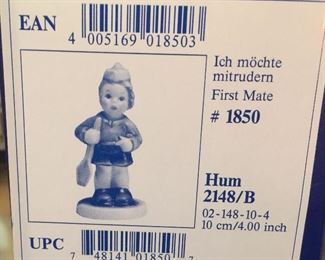 EAN
4 005169 018503
Ich möchte
mitrudern
First Mate
# 1850
Hum
2148/B
02-148-10-4
10 cm/4.00 inch
UPC
7 48141 01850 7